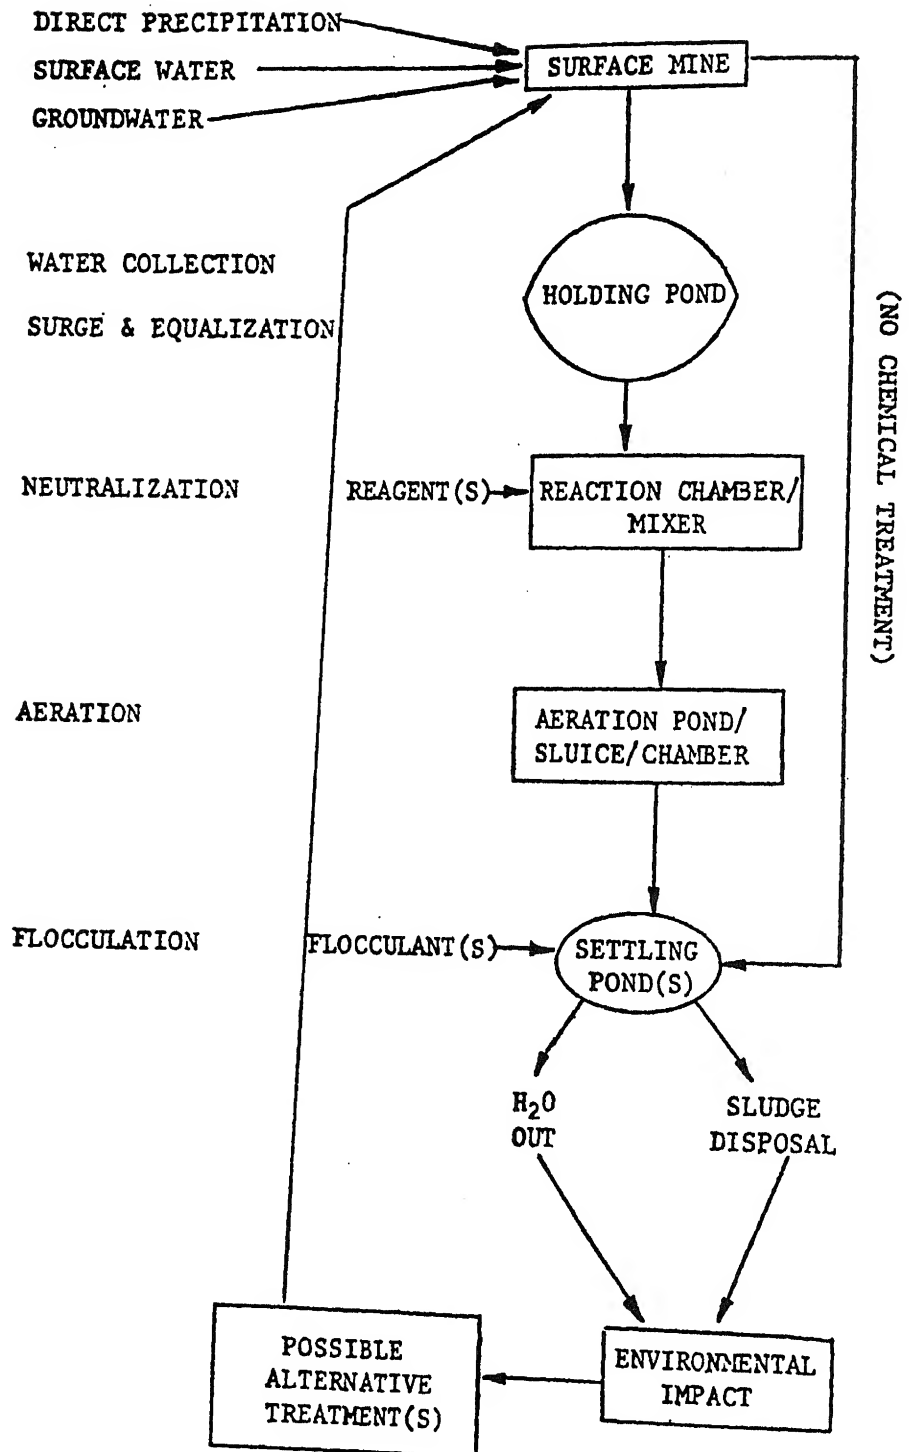 DIRECT PRECIPITATION
SURFACE WATER
GROUNDWATER
SURFACE MINE
WATER COLLECTION
SURGE & EQUALIZATION
HOLDING POND
(NO CHEMICAL TREATMENT)
NEUTRALIZATION
REAGENT(S)
REACTION CHAMBER/
MIXER
AERATION
AERATION POND/
SLUICE/CHAMBER
FLOCCULATION
FLOCCULANT(S)
SETTLING
POND(S)
H₂O
OUT
SLUDGE
DISPOSAL
POSSIBLE
ALTERNATIVE
TREATMENT(S)
ENVIRONMENTAL
IMPACT